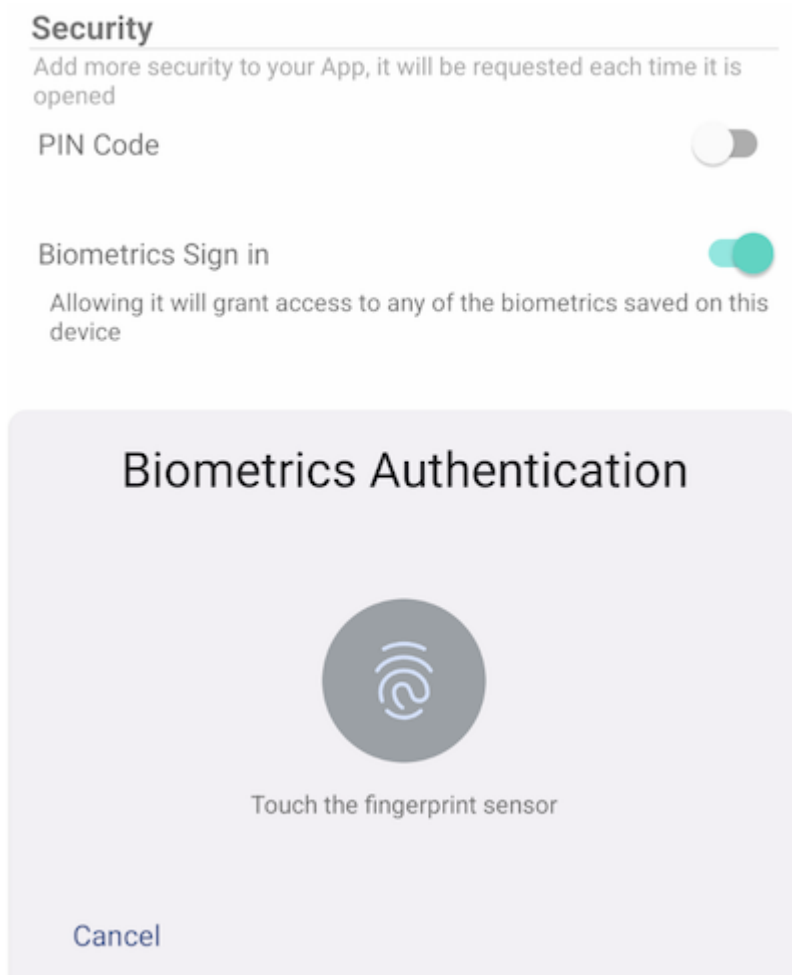 Security
Add more security to your App, it will be requested each time it is
opened
PIN Code
Biometrics Sign in
Allowing it will grant access to any of the biometrics saved on this
device
Biometrics Authentication
Touch the fingerprint sensor
Cancel